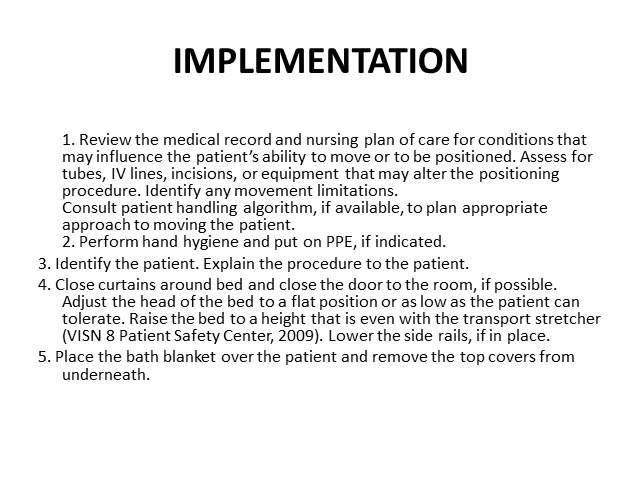 IMPLEMENTATION
1. Review the medical record and nursing plan of care for conditions that
may influence the patient’s ability to move or to be positioned. Assess for
tubes, IV lines, incisions, or equipment that may alter the positioning
procedure. Identify any movement limitations.
Consult patient handling algorithm, if available, to plan appropriate
approach to moving the patient.
2. Perform hand hygiene and put on PPE, if indicated.
3. Identify the patient. Explain the procedure to the patient.
4. Close curtains around bed and close the door to the room, if possible.
Adjust the head of the bed to a flat position or as low as the patient can
tolerate. Raise the bed to a height that is even with the transport stretcher
(VISN 8 Patient Safety Center, 2009). Lower the side rails, if in place.
5. Place the bath blanket over the patient and remove the top covers from
underneath.